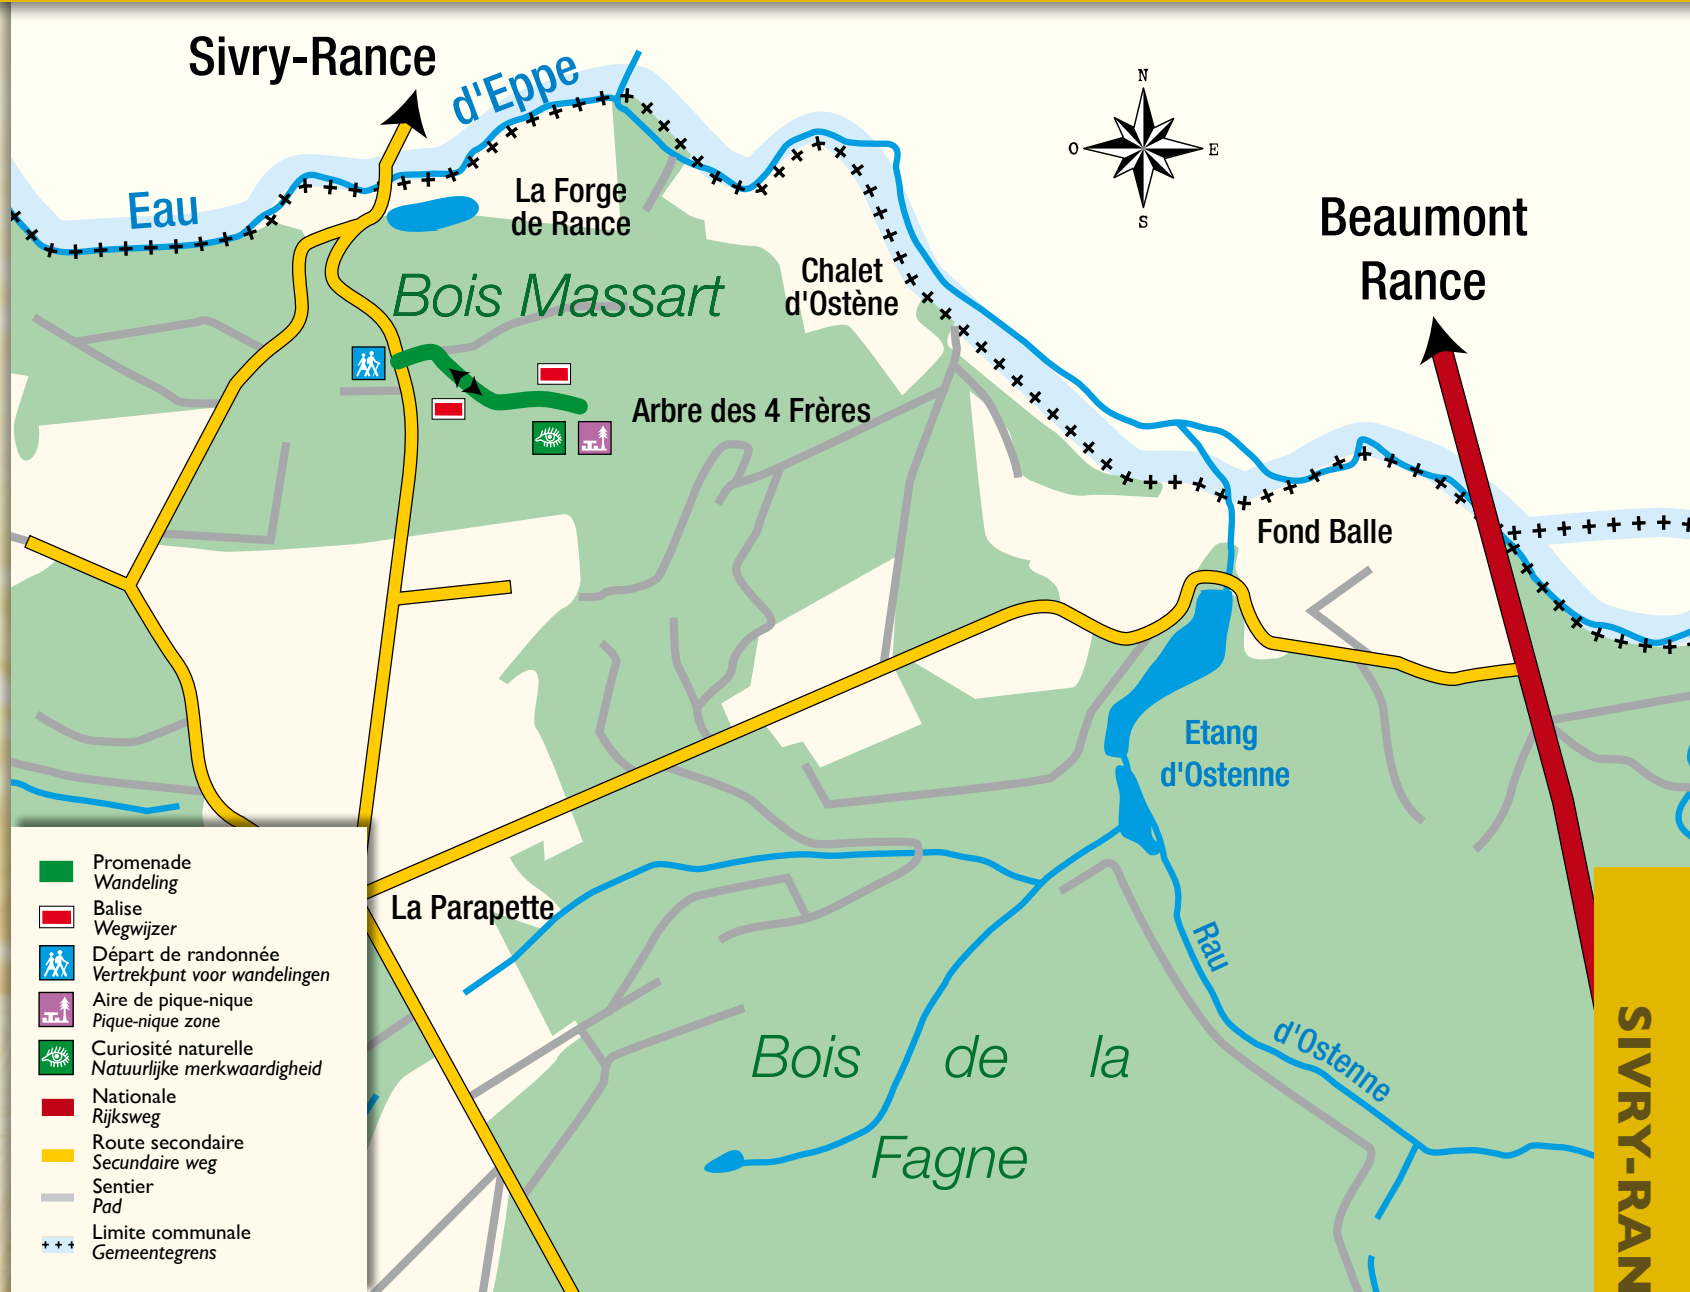 Sivry-Rance
d'Eppe
Eau
La Forge
de Rance
N
O
E
S
Beaumont
Rance
Chalet
d'Ostène
Bois Massart
Arbre des 4 Frères
Fond Balle
Etang
d'Ostenne
La Parapette
Rau
d'Ostenne
Bois de la
Fagne
Promenade
Wandeling
Balise
Wegwijzer
Départ de randonnée
Vertrekpunt voor wandelingen
Aire de pique-nique
Pique-nique zone
Curiosité naturelle
Natuurlijke merkwaardigheid
Nationale
Rijksweg
Route secondaire
Secundaire weg
Sentier
Pad
Limite communale
Gemeentegrens
SIVRY-RAN